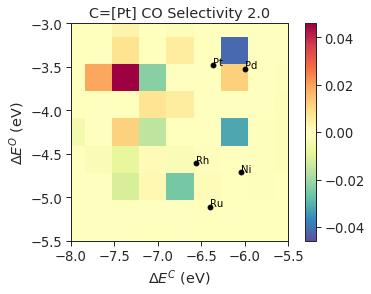 C=[Pt] CO Selectivity 2.0
−3.0
−3.5
−4.0
−4.5
−5.0
−5.5
ΔE^O (eV)
Pt
Pd
Rh
Ni
Ru
−8.0 −7.5 −7.0 −6.5 −6.0 −5.5
ΔE^C (eV)
0.04
0.02
0.00
−0.02
−0.04